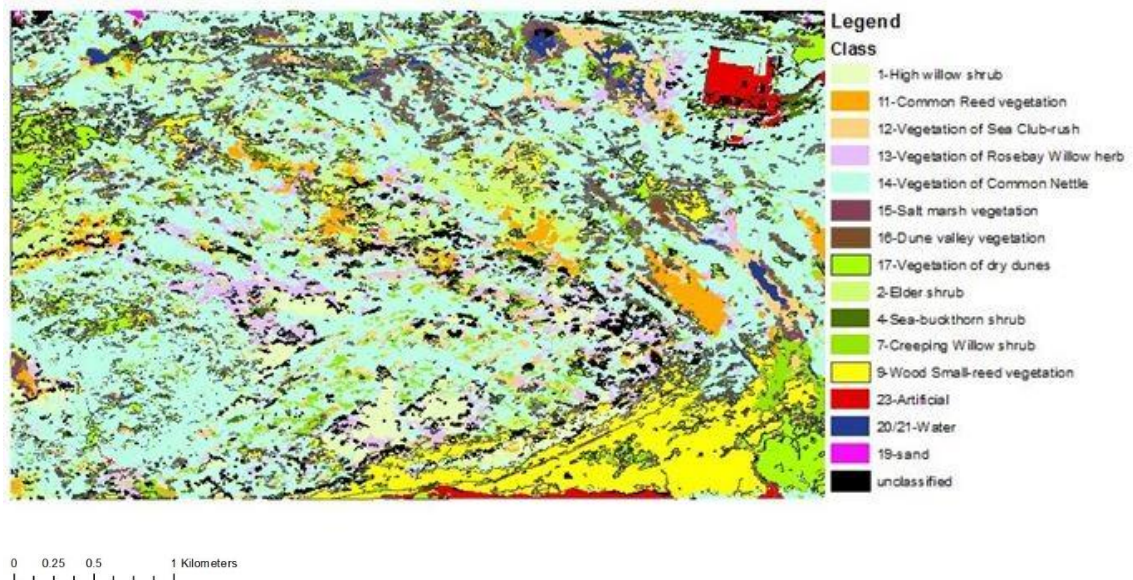 Legend
Class
1-High willow shrub
11-Common Reed vegetation
12-Vegetation of Sea Club-rush
13-Vegetation of Rosebay Willow herb
14-Vegetation of Common Nettle
15-Salt marsh vegetation
16-Dune valley vegetation
17-Vegetation of dry dunes
2-Elder shrub
4-Sea-buckthorn shrub
7-Creeping Willow shrub
9-Wood Small-reed vegetation
23-Artificial
20/21-Water
19-sand
unclassified
0 0.25 0.5 1 Kilometers